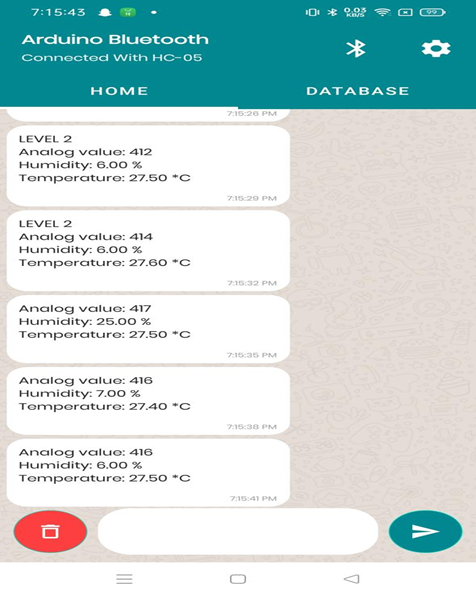 7:15:43
0.03
KB/S
99
Arduino Bluetooth
Connected With HC-05
HOME
DATABASE
7:15:26 PM
LEVEL 2
Analog value: 412
Humidity: 6.00 %
Temperature: 27.50 *C
7:15:29 PM
LEVEL 2
Analog value: 414
Humidity: 6.00 %
Temperature: 27.60 *C
7:15:32 PM
Analog value: 417
Humidity: 25.00 %
Temperature: 27.50 *C
7:15:35 PM
Analog value: 416
Humidity: 7.00 %
Temperature: 27.40 *C
7:15:38 PM
Analog value: 416
Humidity: 6.00 %
Temperature: 27.50 *C
7:15:41 PM